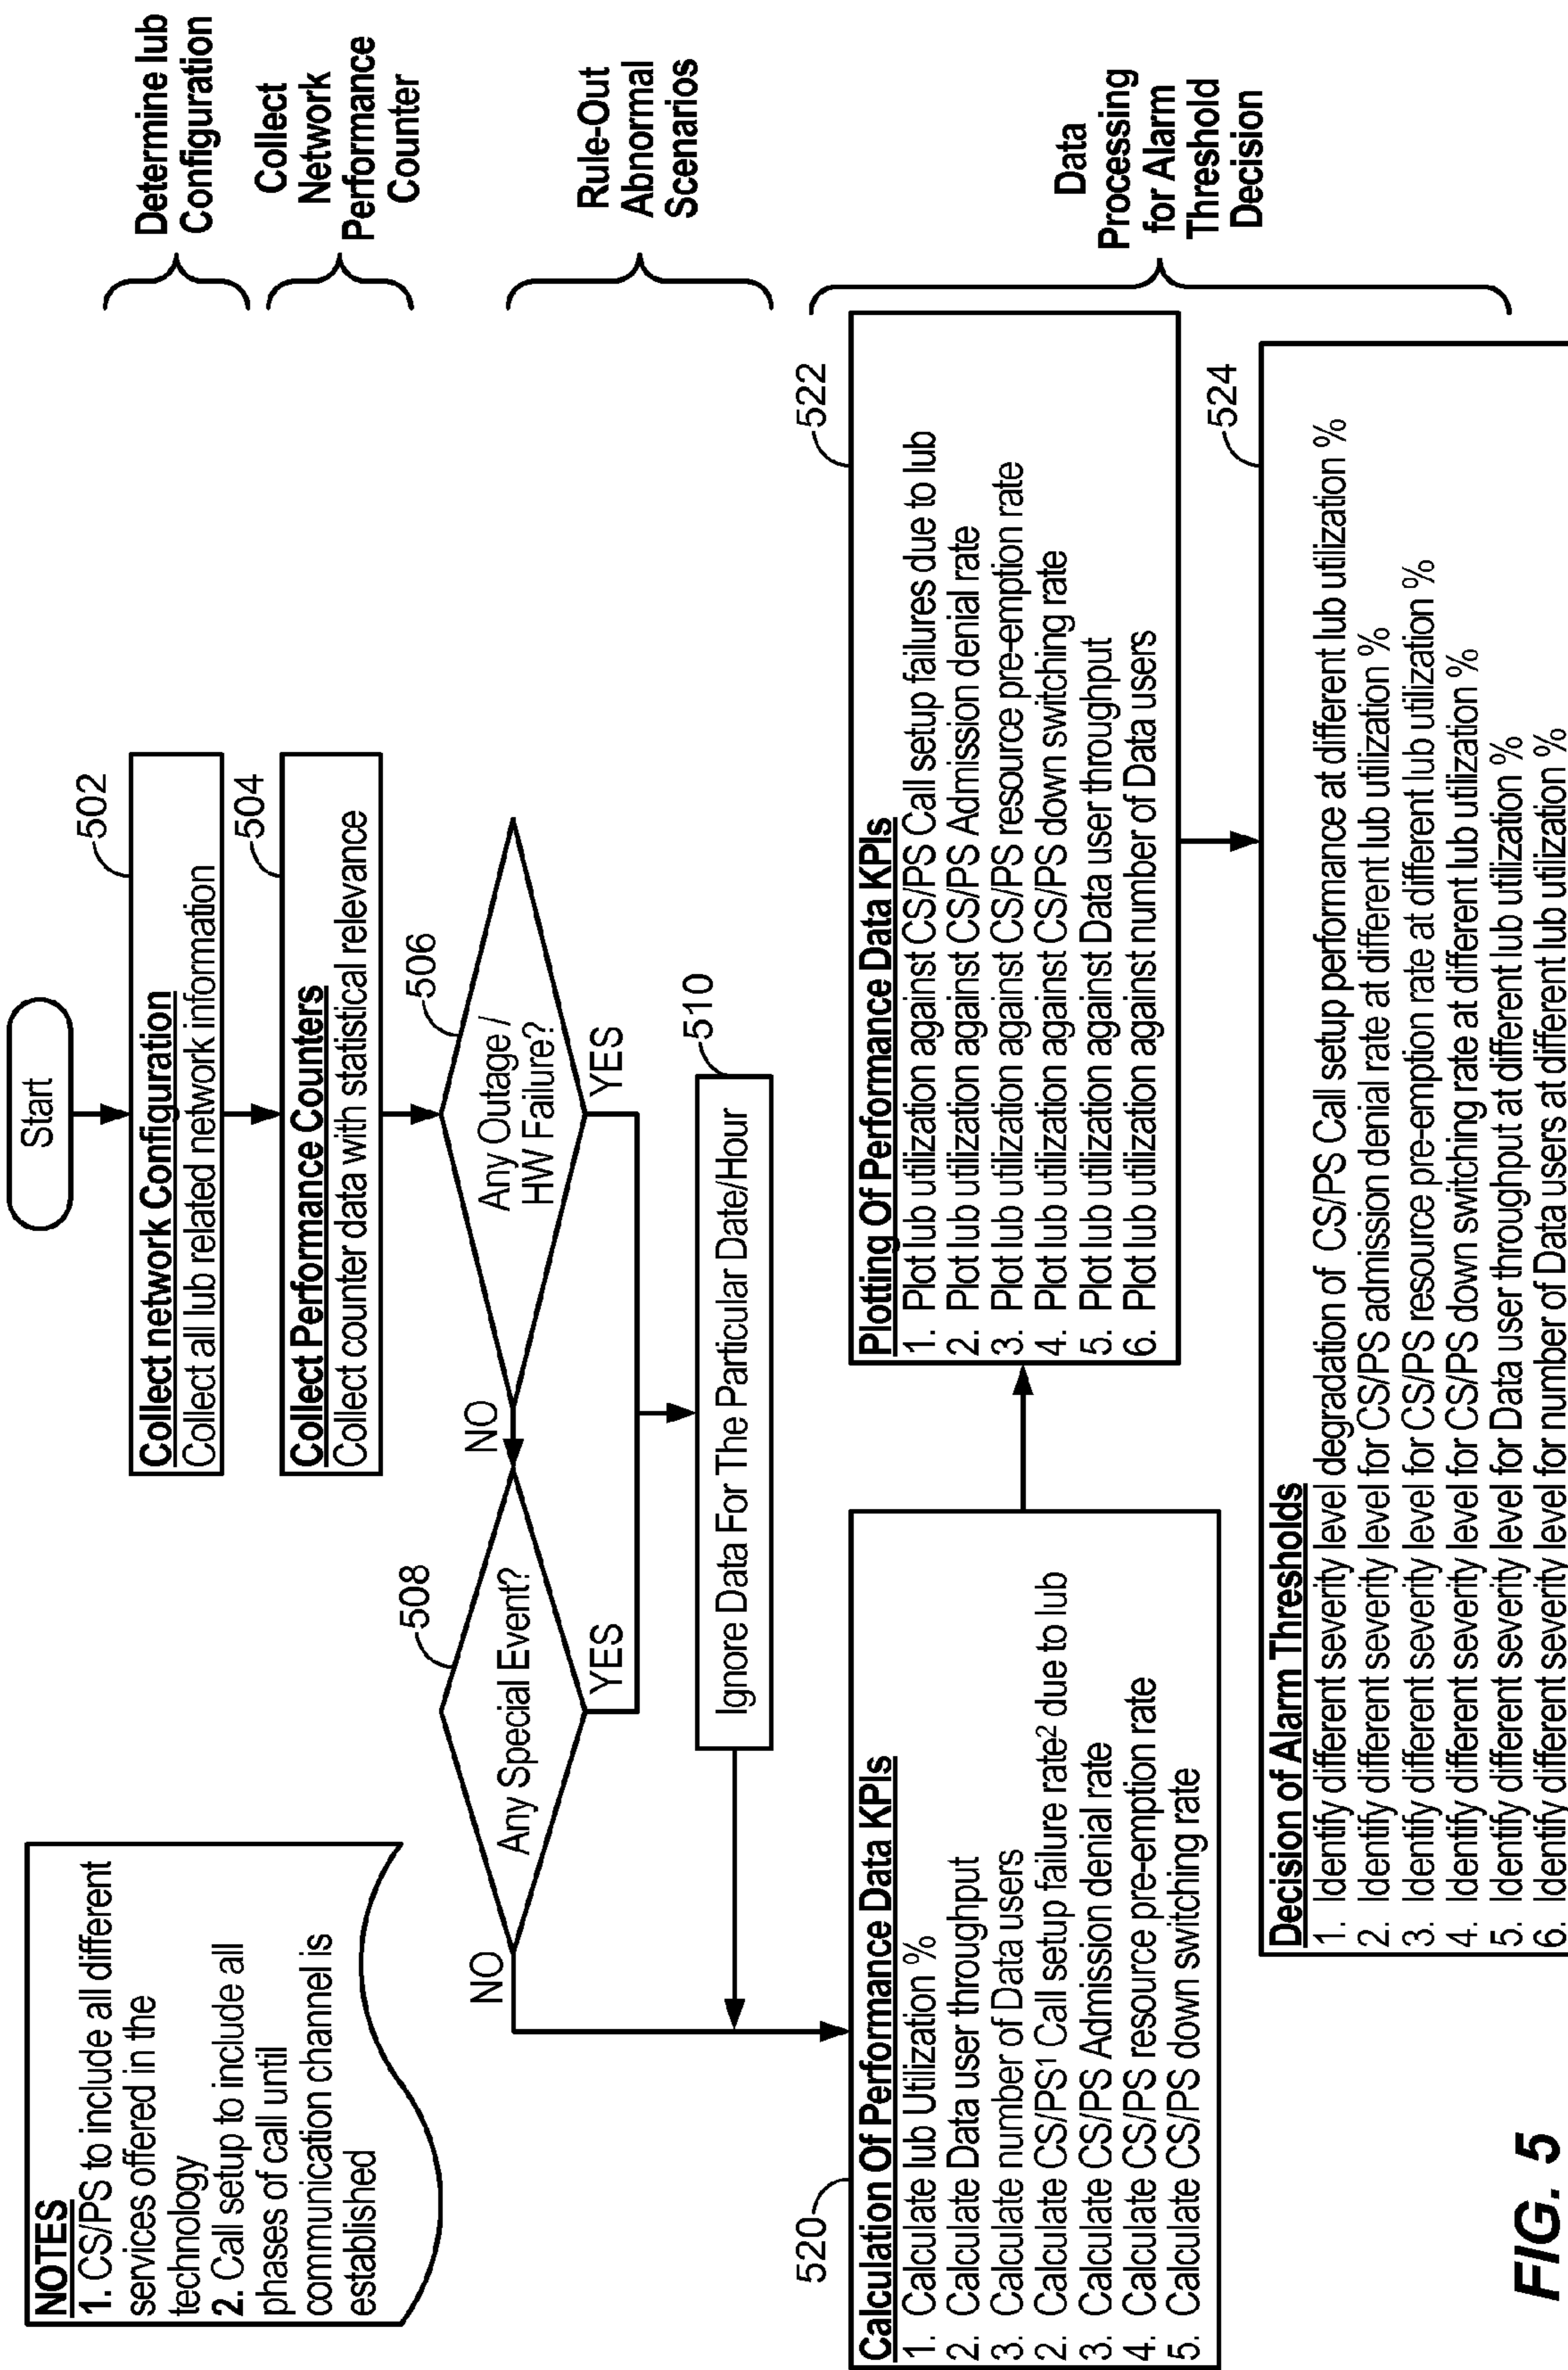 NOTES
1. CS/PS to include all different
services offered in the
technology
2. Call setup to include all
phases of call until
communication channel is
established
Start
502
Collect network Configuration
Collect all lub related network information
Determine lub
Configuration
504
Collect Performance Counters
Collect counter data with statistical relevance
Collect
Network
Performance
Counter
506
Any Outage /
HW Failure?
NO
YES
508
Any Special Event?
NO
YES
510
Ignore Data For The Particular Date/Hour
Rule-Out
Abnormal
Scenarios
520
Calculation Of Performance Data KPIs
1. Calculate lub Utilization %
2. Calculate Data user throughput
3. Calculate number of Data users
2. Calculate CS/PS¹ Call setup failure rate² due to lub
3. Calculate CS/PS Admission denial rate
4. Calculate CS/PS resource pre-emption rate
5. Calculate CS/PS down switching rate
522
Plotting Of Performance Data KPIs
1. Plot lub utilization against CS/PS Call setup failures due to lub
2. Plot lub utilization against CS/PS Admission denial rate
3. Plot lub utilization against CS/PS resource pre-emption rate
4. Plot lub utilization against CS/PS down switching rate
5. Plot lub utilization against Data user throughput
6. Plot lub utilization against number of Data users
524
Decision of Alarm Thresholds
1. Identify different severity level degradation of CS/PS Call setup performance at different lub utilization %
2. Identify different severity level for CS/PS admission denial rate at different lub utilization %
3. Identify different severity level for CS/PS resource pre-emption rate at different lub utilization %
4. Identify different severity level for CS/PS down switching rate at different lub utilization %
5. Identify different severity level for Data user throughput at different lub utilization %
6. Identify different severity level for number of Data users at different lub utilization %
Data
Processing
for Alarm
Threshold
Decision
FIG. 5